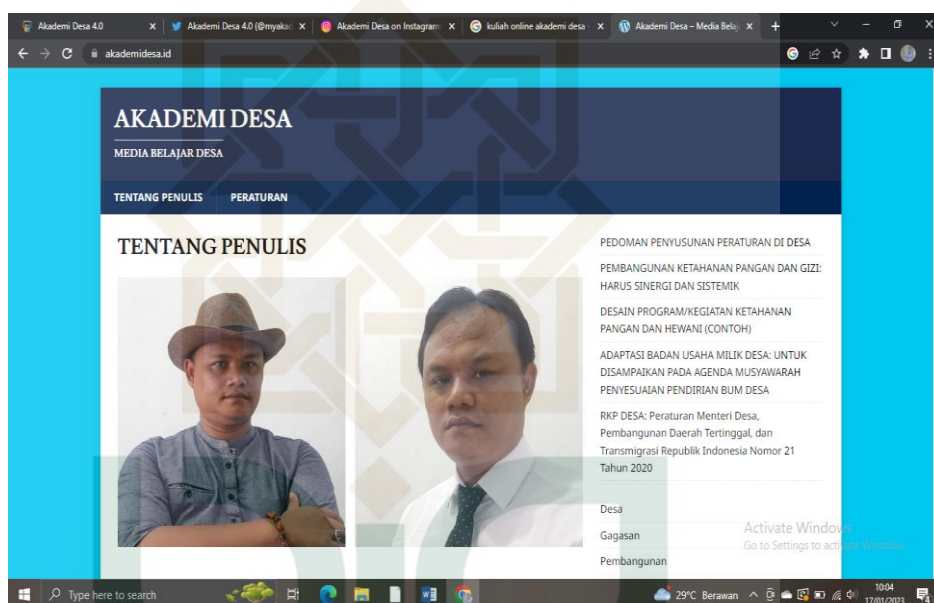 Akademi Desa 4.0
Akademi Desa 4.0 (@myakad
Akademi Desa on Instagram:
kuliah online akademi desa -
Akademi Desa – Media Belaj
akademidesa.id
AKADEMI DESA
MEDIA BELAJAR DESA
TENTANG PENULIS PERATURAN
TENTANG PENULIS
PEDOMAN PENYUSUNAN PERATURAN DI DESA
PEMBANGUNAN KETAHANAN PANGAN DAN GIZI:
HARUS SINERGI DAN SISTEMIK
DESAIN PROGRAM/KEGIATAN KETAHANAN
PANGAN DAN HEWANI (CONTOH)
ADAPTASI BADAN USAHA MILIK DESA: UNTUK
DISAMPAIKAN PADA AGENDA MUSYAWARAH
PENYESUAIAN PENDIRIAN BUM DESA
RKP DESA: Peraturan Menteri Desa,
Pembangunan Daerah Tertinggal, dan
Transmigrasi Republik Indonesia Nomor 21
Tahun 2020
Desa
Gagasan
Pembangunan
Activate Windows
Go to Settings to activate Windows.
Type here to search
29°C Berawan
10:04
17/01/2023